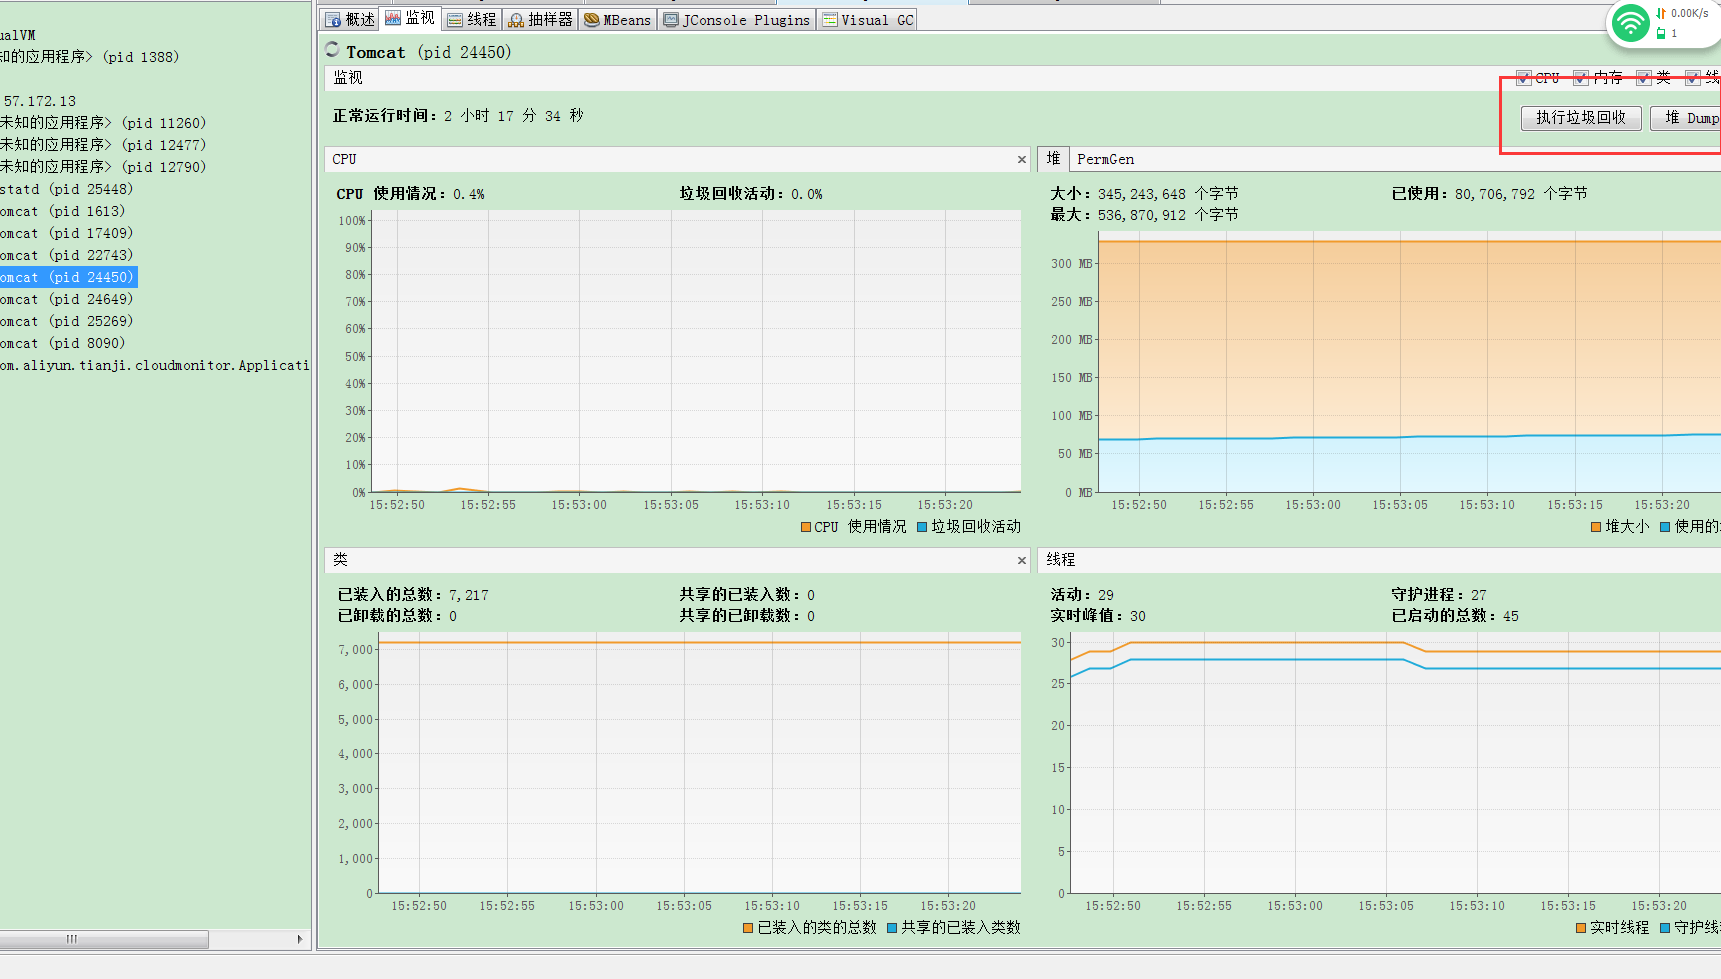 ualVM
知的应用程序> (pid 1388)
57.172.13
未知的应用程序> (pid 11260)
未知的应用程序> (pid 12477)
未知的应用程序> (pid 12790)
statd (pid 25448)
omcat (pid 1613)
omcat (pid 17409)
omcat (pid 22743)
omcat (pid 24450)
omcat (pid 24649)
omcat (pid 25269)
omcat (pid 8090)
om.aliyun.tianji.cloudmonitor.Applicati
概述 监视 线程 抽样器 MBeans JConsole Plugins Visual GC
0.00K/s
1
Tomcat (pid 24450)
监视
CPU 内存 类 线
正常运行时间: 2 小时 17 分 34 秒
执行垃圾回收 堆 Dump
CPU
CPU 使用情况: 0.4% 垃圾回收活动: 0.0%
100%
90%
80%
70%
60%
50%
40%
30%
20%
10%
0%
15:52:50 15:52:55 15:53:00 15:53:05 15:53:10 15:53:15 15:53:20
CPU 使用情况 垃圾回收活动
堆 PermGen
大小: 345,243,648 个字节 已使用: 80,706,792 个字节
最大: 536,870,912 个字节
300 MB
250 MB
200 MB
150 MB
100 MB
50 MB
0 MB
15:52:50 15:52:55 15:53:00 15:53:05 15:53:10 15:53:15 15:53:20
堆大小 使用的
类
已装入的总数: 7,217 共享的已装入数: 0
已卸载的总数: 0 共享的已卸载数: 0
7,000
6,000
5,000
4,000
3,000
2,000
1,000
0
15:52:50 15:52:55 15:53:00 15:53:05 15:53:10 15:53:15 15:53:20
已装入的类的总数 共享的已装入类数
线程
活动: 29 守护进程: 27
实时峰值: 30 已启动的总数: 45
30
25
20
15
10
5
0
15:52:50 15:52:55 15:53:00 15:53:05 15:53:10 15:53:15 15:53:20
实时线程 守护线